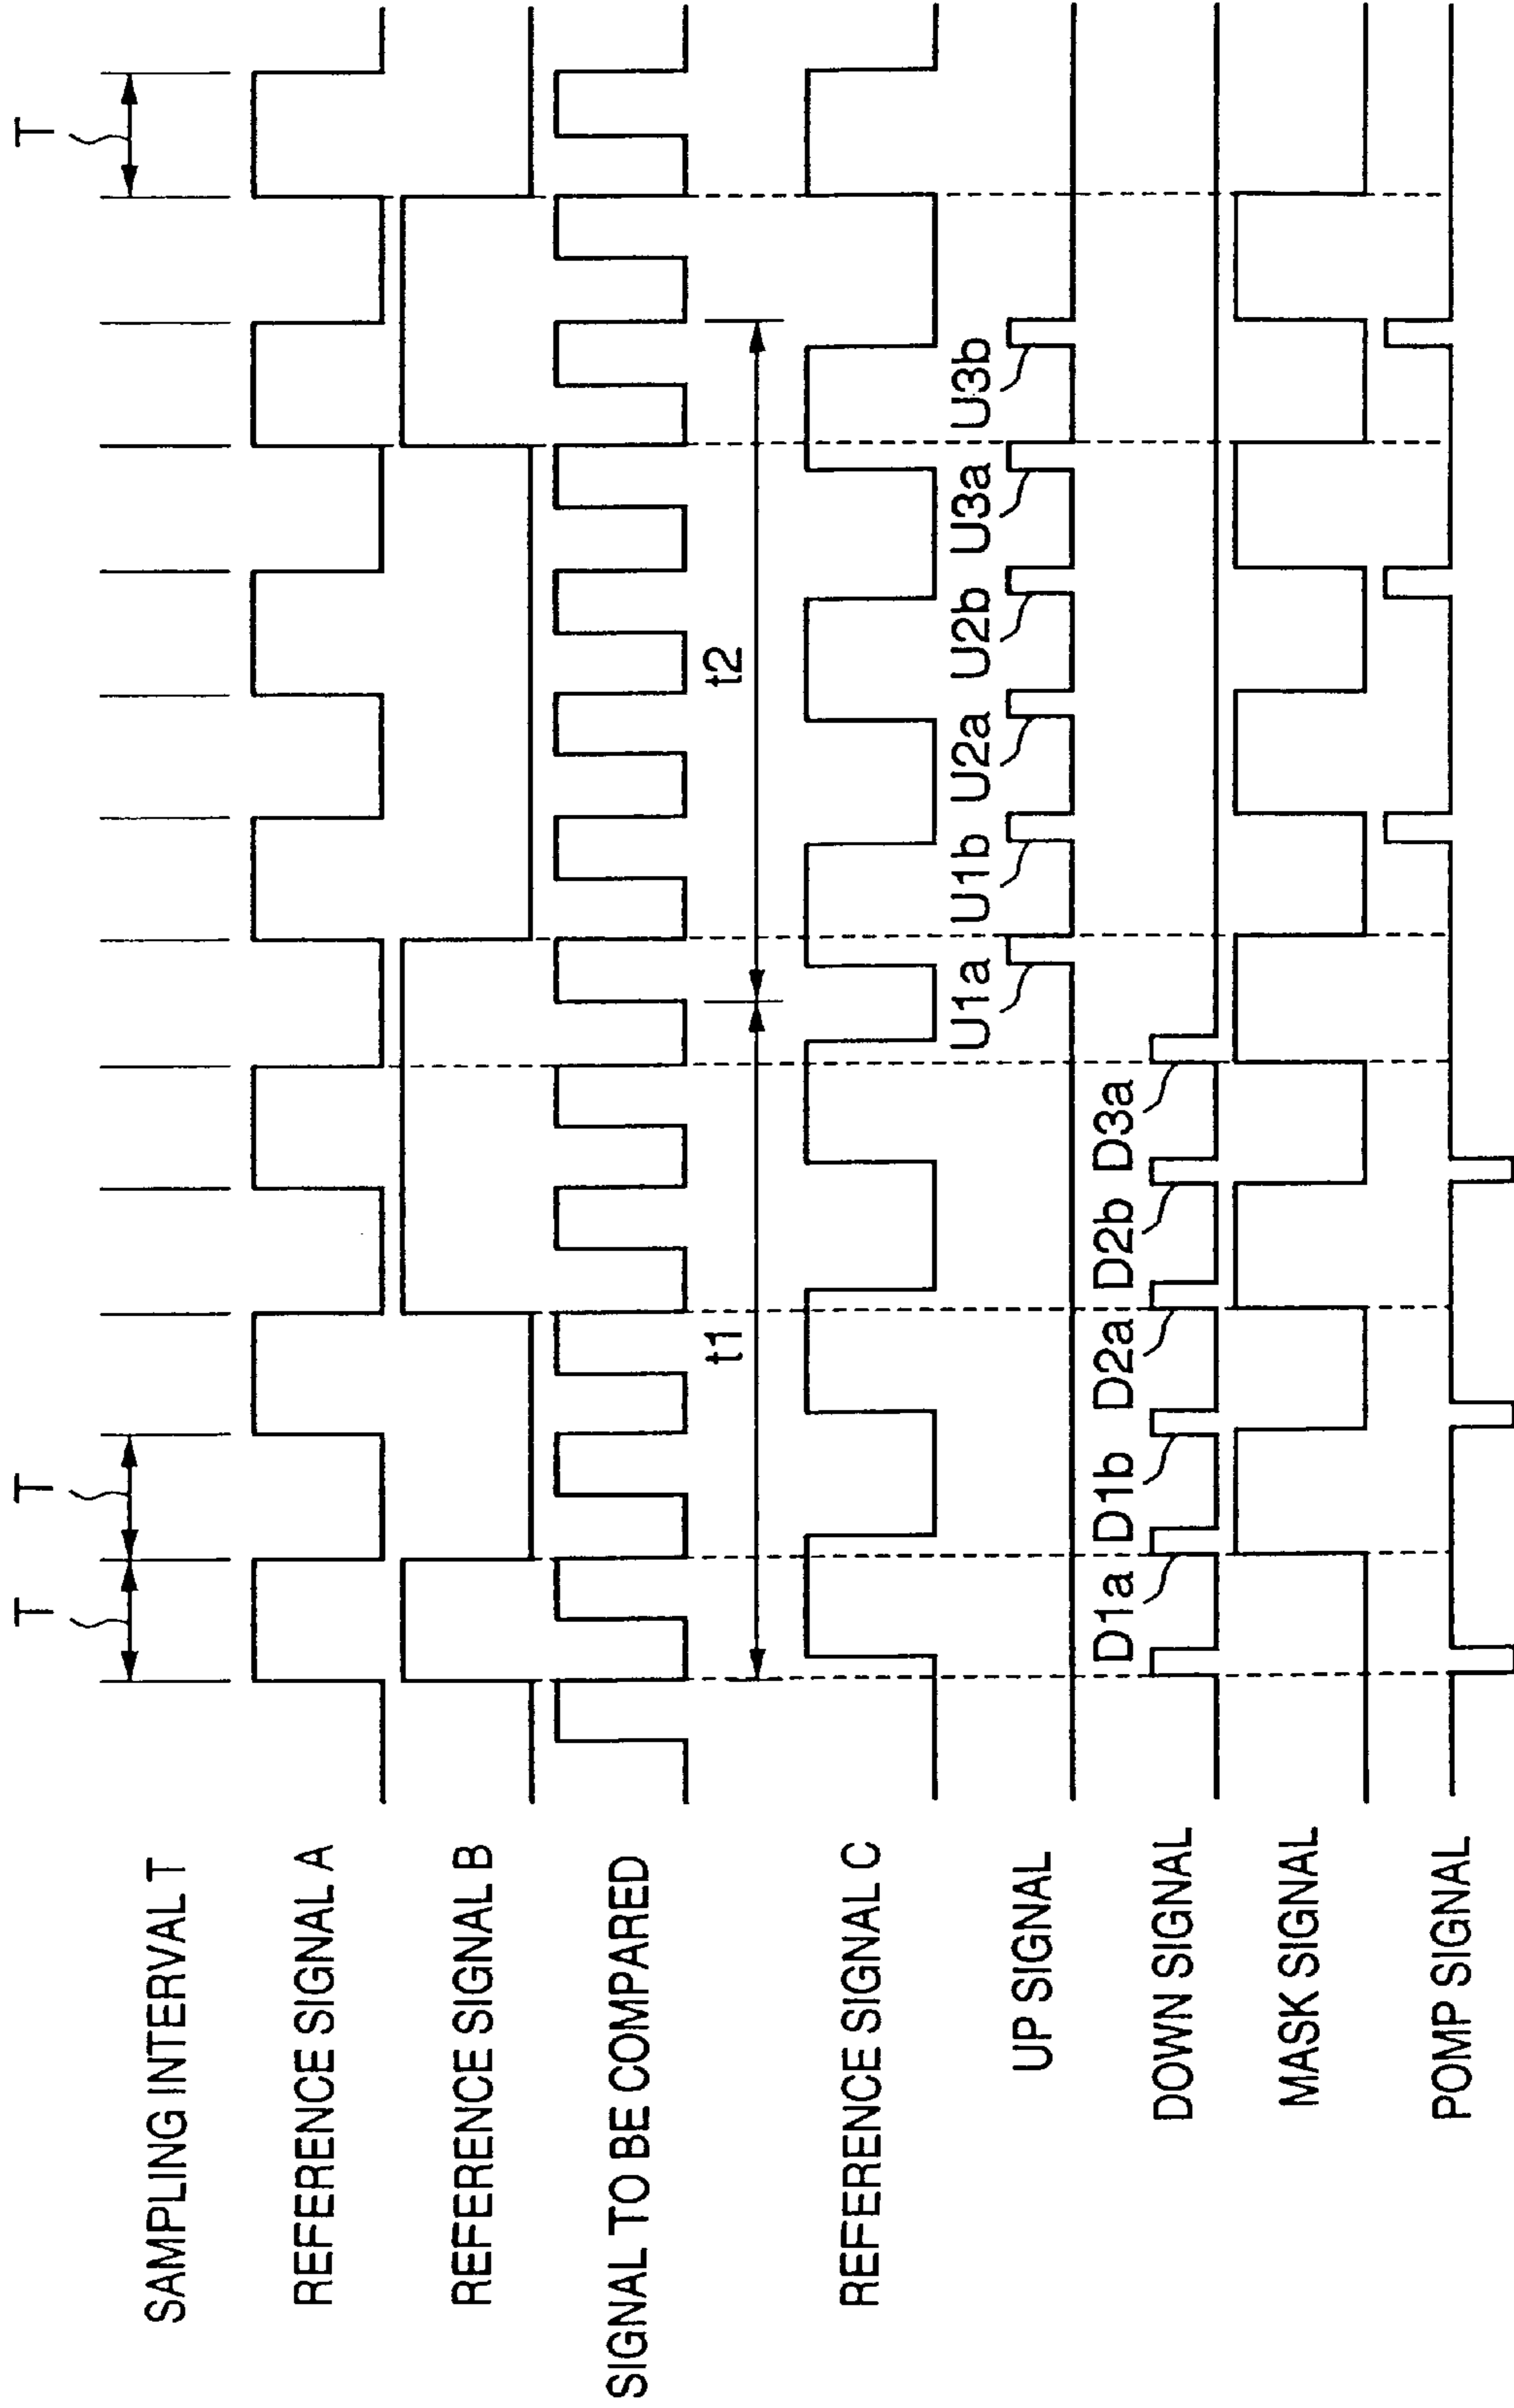 SAMPLING INTERVAL T
T
T
T
REFERENCE SIGNAL A
REFERENCE SIGNAL B
SIGNAL TO BE COMPARED
t1
t2
REFERENCE SIGNAL C
UP SIGNAL
U1a
U1b
U2a
U2b
U3a
U3b
DOWN SIGNAL
D1a
D1b
D2a
D2b
D3a
MASK SIGNAL
POMP SIGNAL